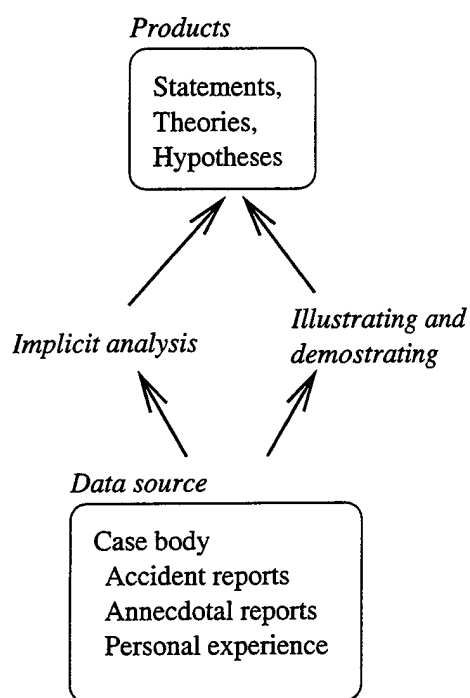 Products
Statements,
Theories,
Hypotheses
Implicit analysis
Illustrating and
demostrating
Data source
Case body
Accident reports
Annecdotal reports
Personal experience